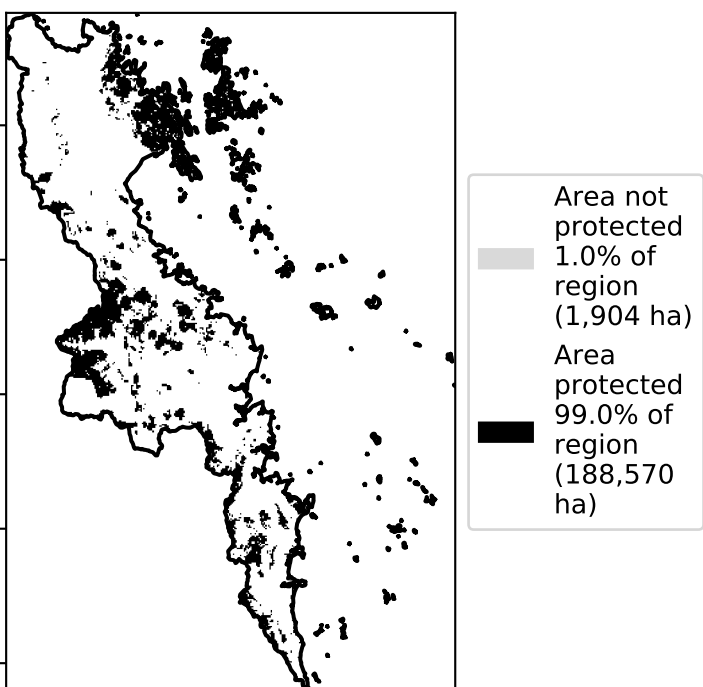 Area not
protected
1.0% of
region
(1,904 ha)
Area
protected
99.0% of
region
(188,570
ha)